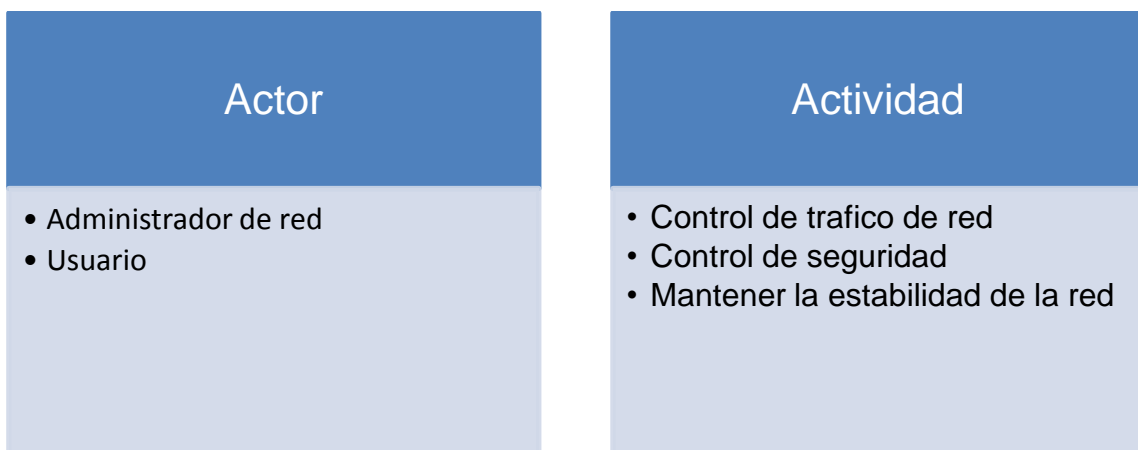 Actor
• Administrador de red
• Usuario
Actividad
• Control de trafico de red
• Control de seguridad
• Mantener la estabilidad de la red